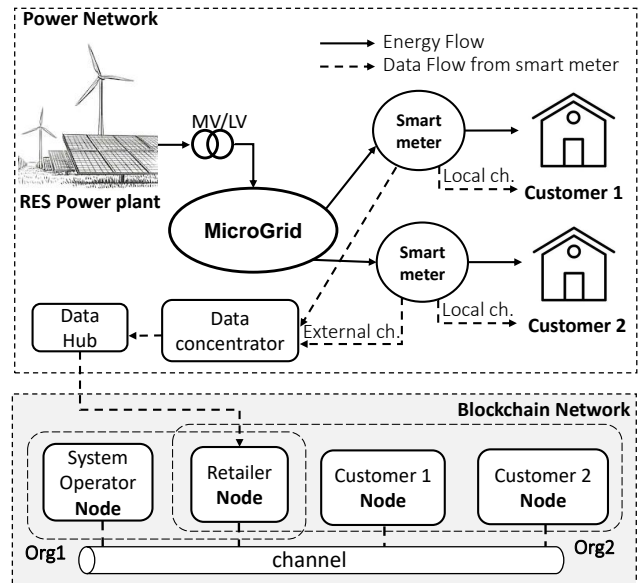 Power Network
Energy Flow
Data Flow from smart meter
MV/LV
RES Power plant
MicroGrid
Smart
meter
Local ch.
Customer 1
Smart
meter
Local ch.
Customer 2
External ch.
Data
Hub
Data
concentrator
Blockchain Network
System
Operator
Node
Retailer
Node
Customer 1
Node
Customer 2
Node
Org1
Org2
channel